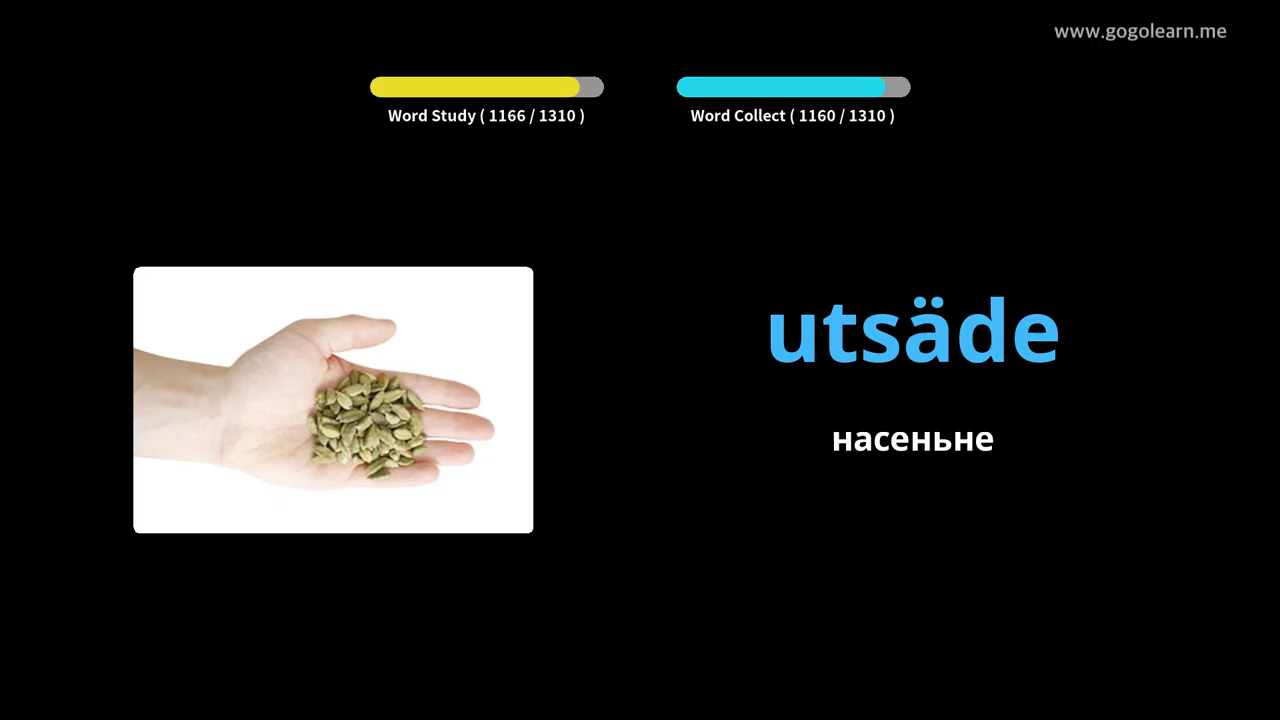 www.gogolearn.me
Word Study ( 1166 / 1310 )
Word Collect ( 1160 / 1310 )
utsäde
насеньне